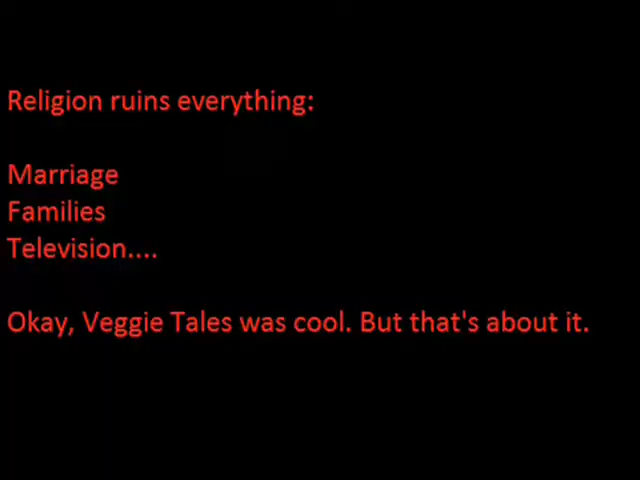 Religion ruins everything:
Marriage
Families
Television....
Okay, Veggie Tales was cool. But that's about it.